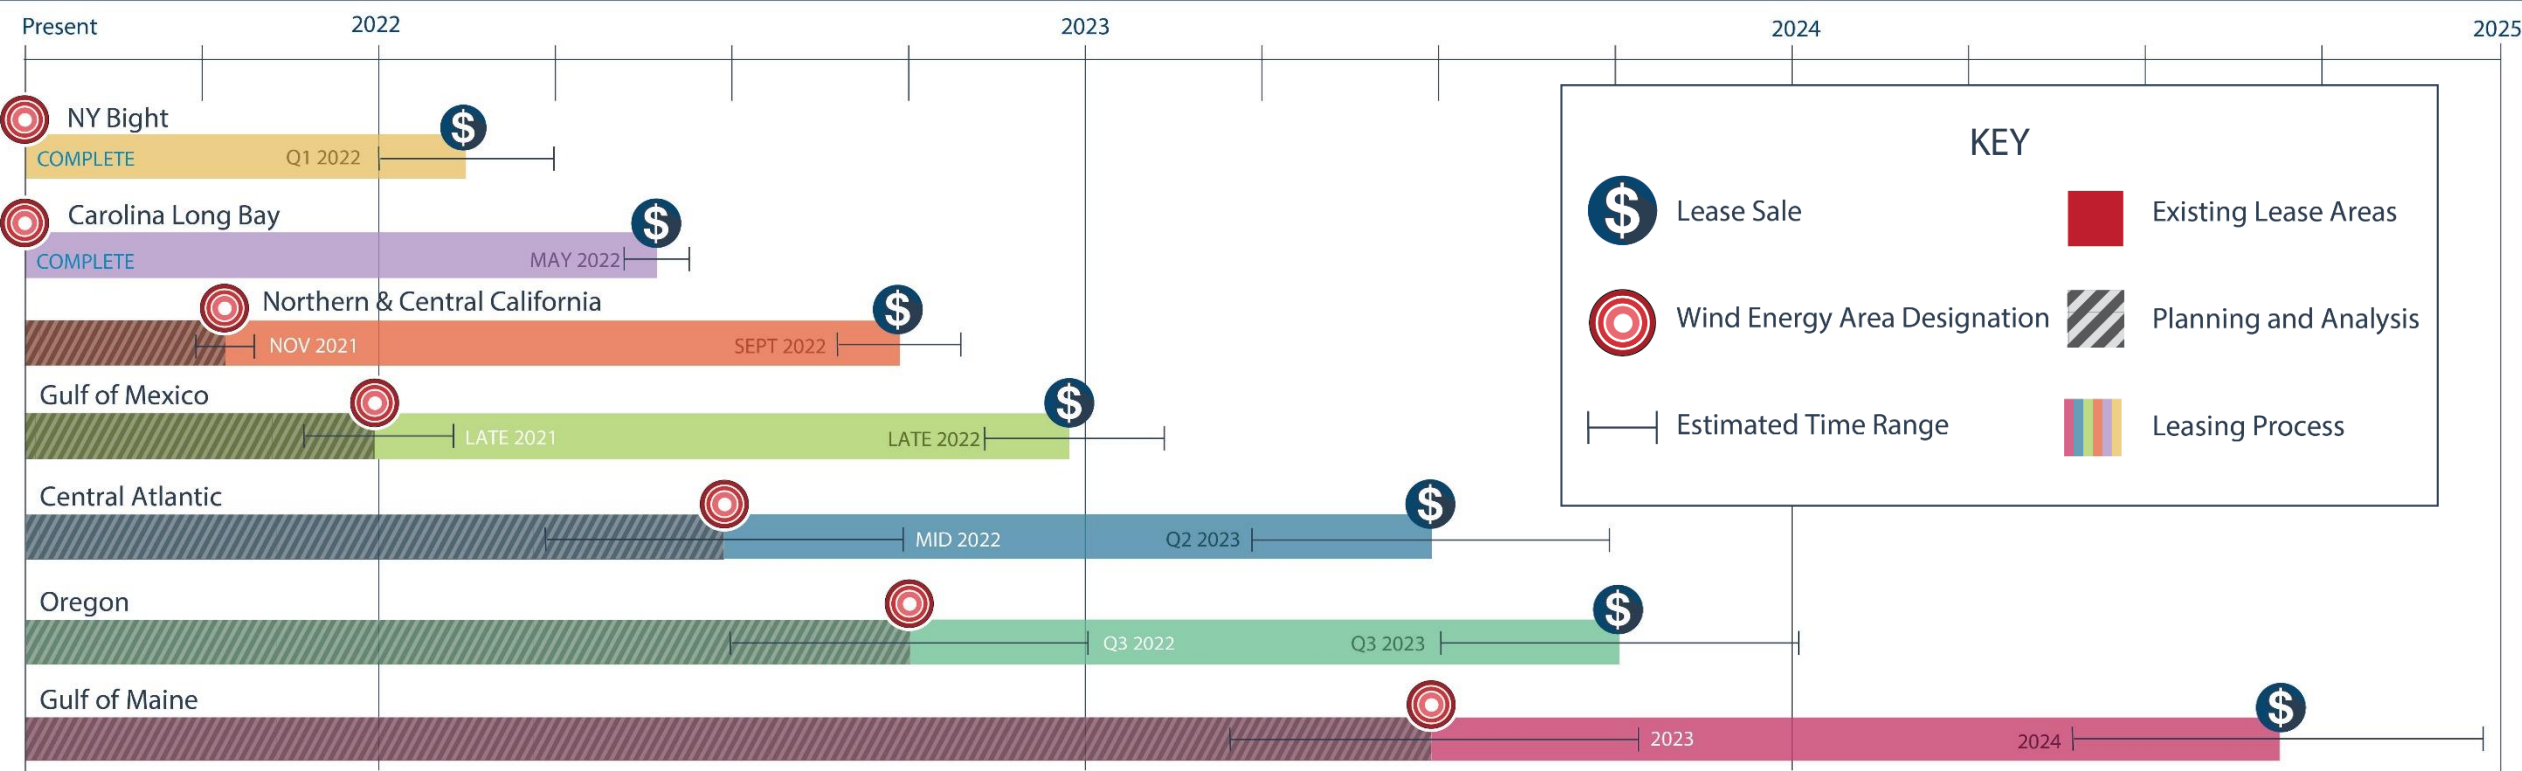 Present 2022 2023 2024 2025
NY Bight
COMPLETE Q1 2022
Carolina Long Bay
COMPLETE MAY 2022
Northern & Central California
NOV 2021 SEPT 2022
Gulf of Mexico
LATE 2021 LATE 2022
Central Atlantic
MID 2022 Q2 2023
Oregon
Q3 2022 Q3 2023
Gulf of Maine
2023 2024
KEY
$ Lease Sale
Existing Lease Areas
Wind Energy Area Designation
Planning and Analysis
Estimated Time Range
Leasing Process